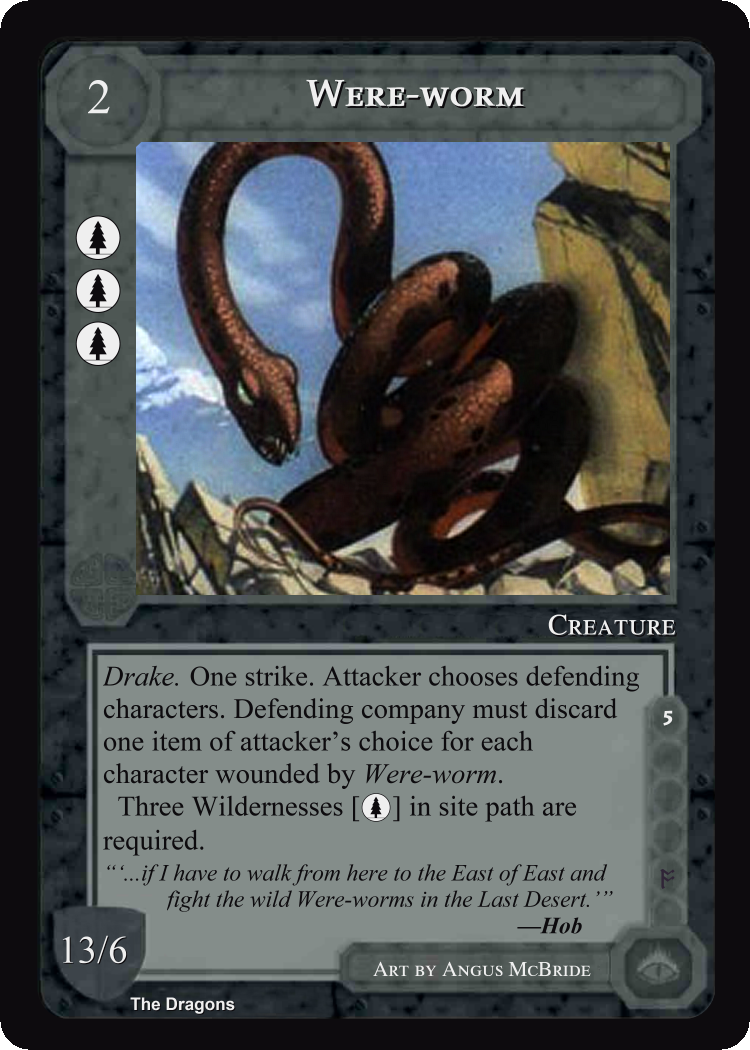 2
Were-worm
Creature
Drake. One strike. Attacker chooses defending
characters. Defending company must discard
one item of attacker's choice for each
character wounded by Were-worm.
Three Wildernesses [ ] in site path are
required.
5
"'...if I have to walk from here to the East of East and
fight the wild Were-worms in the Last Desert.'"
—Hob
13/6
Art by Angus McBride
The Dragons